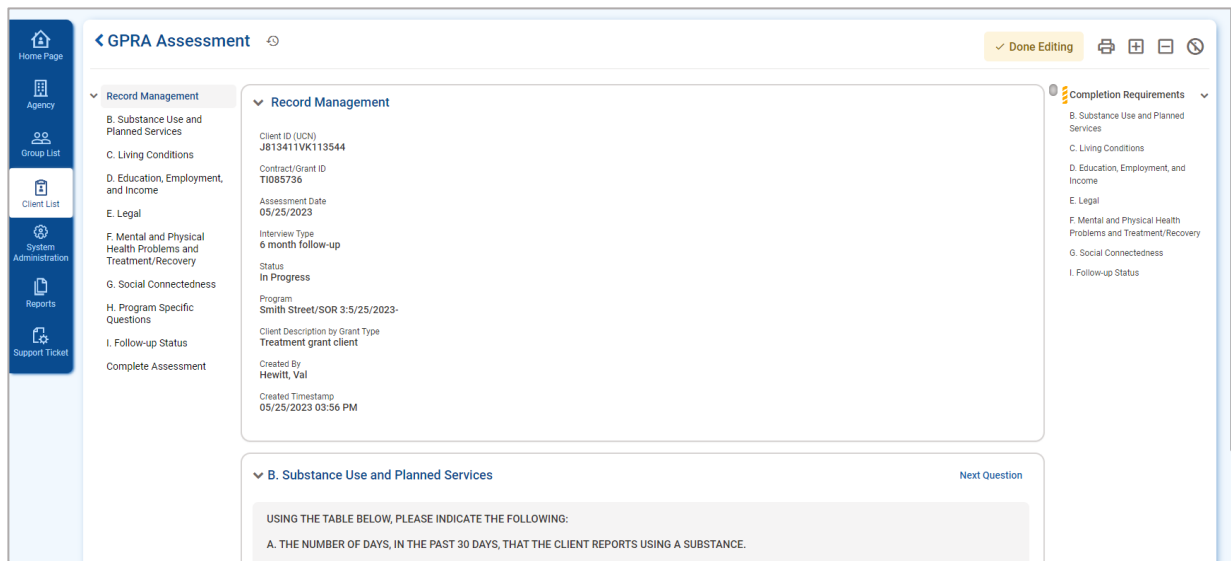 Home Page
Agency
Group List
Client List
System
Administration
Reports
Support Ticket
GPRA Assessment
Done Editing
Record Management
B. Substance Use and
Planned Services
C. Living Conditions
D. Education, Employment,
and Income
E. Legal
F. Mental and Physical
Health Problems and
Treatment/Recovery
G. Social Connectedness
H. Program Specific
Questions
I. Follow-up Status
Complete Assessment
Record Management
Client ID (UCN)
J813411VK113544
Contract/Grant ID
TI085736
Assessment Date
05/25/2023
Interview Type
6 month follow-up
Status
In Progress
Program
Smith Street/SOR 3:5/25/2023-
Client Description by Grant Type
Treatment grant client
Created By
Hewitt, Val
Created Timestamp
05/25/2023 03:56 PM
B. Substance Use and Planned Services
Next Question
USING THE TABLE BELOW, PLEASE INDICATE THE FOLLOWING:
A. THE NUMBER OF DAYS, IN THE PAST 30 DAYS, THAT THE CLIENT REPORTS USING A SUBSTANCE.
Completion Requirements
B. Substance Use and Planned
Services
C. Living Conditions
D. Education, Employment, and
Income
E. Legal
F. Mental and Physical Health
Problems and Treatment/Recovery
G. Social Connectedness
I. Follow-up Status